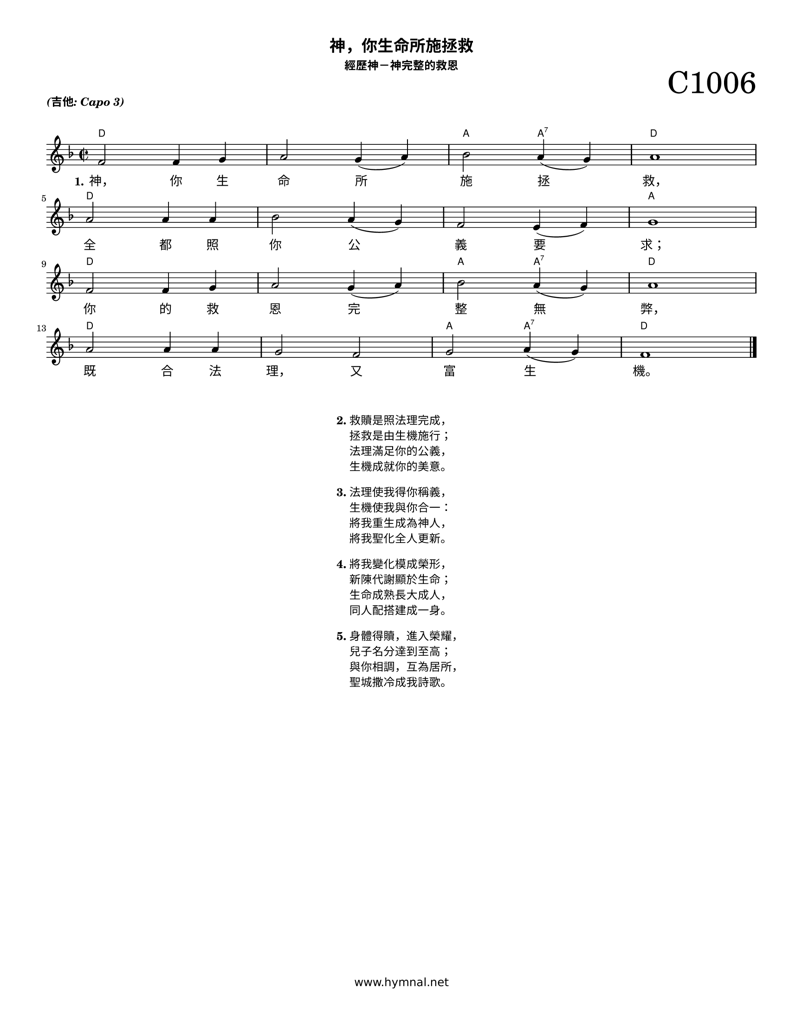 神，你生命所施拯救
經歷神－神完整的救恩
C1006
(吉他: Capo 3)
D A A7 D
1. 神， 你 生 命 所 施 拯 救，
5
D A
全 都 照 你 公 義 要 求；
9
D A A7 D
你 的 救 恩 完 整 無 弊，
13
D A A7 D
既 合 法 理， 又 富 生 機。
2. 救贖是照法理完成，
拯救是由生機施行；
法理滿足你的公義，
生機成就你的美意。
3. 法理使我得你稱義，
生機使我與你合一：
將我重生成為神人，
將我聖化全人更新。
4. 將我變化模成榮形，
新陳代謝顯於生命；
生命成熟長大成人，
同人配搭建成一身。
5. 身體得贖，進入榮耀，
兒子名分達到至高；
與你相調，互為居所，
聖城撒冷成我詩歌。
www.hymnal.net